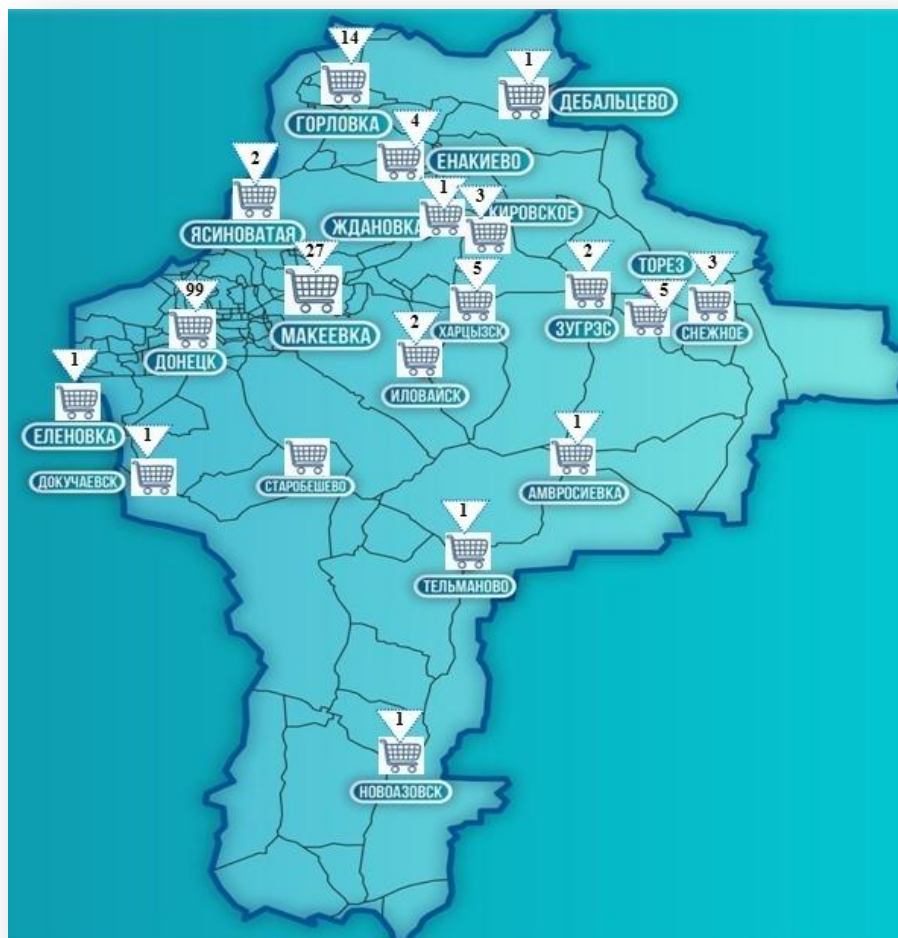 14
1
ДЕБАЛЬЦЕВО
ГОРЛОВКА
4
ЕНАКИЕВО
2
1
3
КИРОВСКОЕ
ЖДАНОВКА
ЯСИНОВАТАЯ
27
5
2
ТОРЕЗ
3
99
5
МАКЕЕВКА
ХАРЦЫЗСК
ЗУГРЭС
СНЕЖНОЕ
ДОНЕЦК
2
ИЛОВАЙСК
1
ЕЛЕНОВКА
1
1
ДОКУЧАЕВСК
СТАРОБЕШЕВО
АМВРОСИЕВКА
1
ТЕЛЬМАНОВО
1
НОВОАЗОВСК